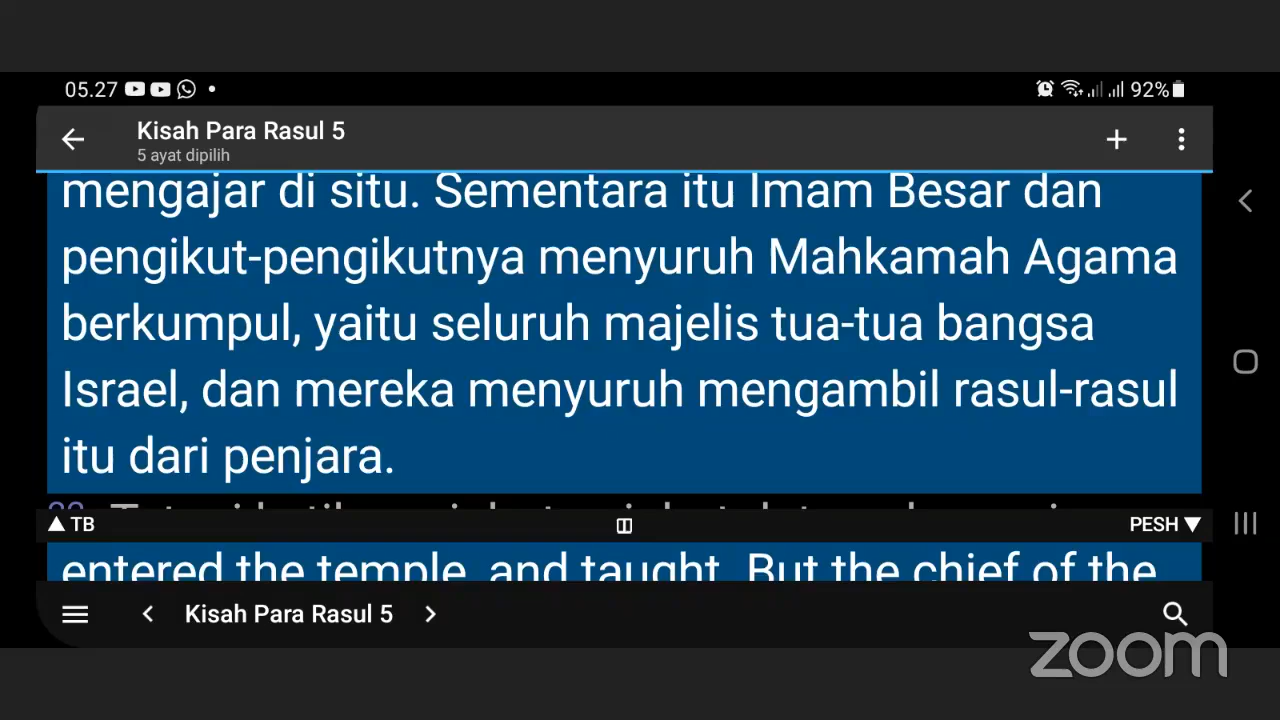 05.27 92%
Kisah Para Rasul 5
5 ayat dipilih
mengajar di situ. Sementara itu Imam Besar dan
pengikut-pengikutnya menyuruh Mahkamah Agama
berkumpul, yaitu seluruh majelis tua-tua bangsa
Israel, dan mereka menyuruh mengambil rasul-rasul
itu dari penjara.
TB PESH
entered the temple, and taught. But the chief of the
Kisah Para Rasul 5
zoom